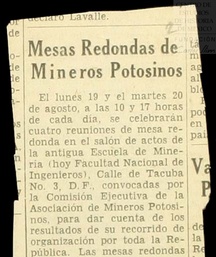 claró Lavalle.
Mesas Redondas de
Mineros Potosinos
El lunes 19 y el martes 20
de agosto, a las 10 y 17 horas
de cada día, se celebrarán
cuatro reuniones de mesa re-
donda en el salón de actos de
la antigua Escuela de Mine-
ría (hoy Facultad Nacional de
Ingenieros), Calle de Tacuba
No. 3, D.F., convocadas por
la Comisión Ejecutiva de la
Asociación de Mineros Potosi-
nos, para dar cuenta de los
resultados de su recorrido de
organización por toda la Re-
pública. Las mesas redondas